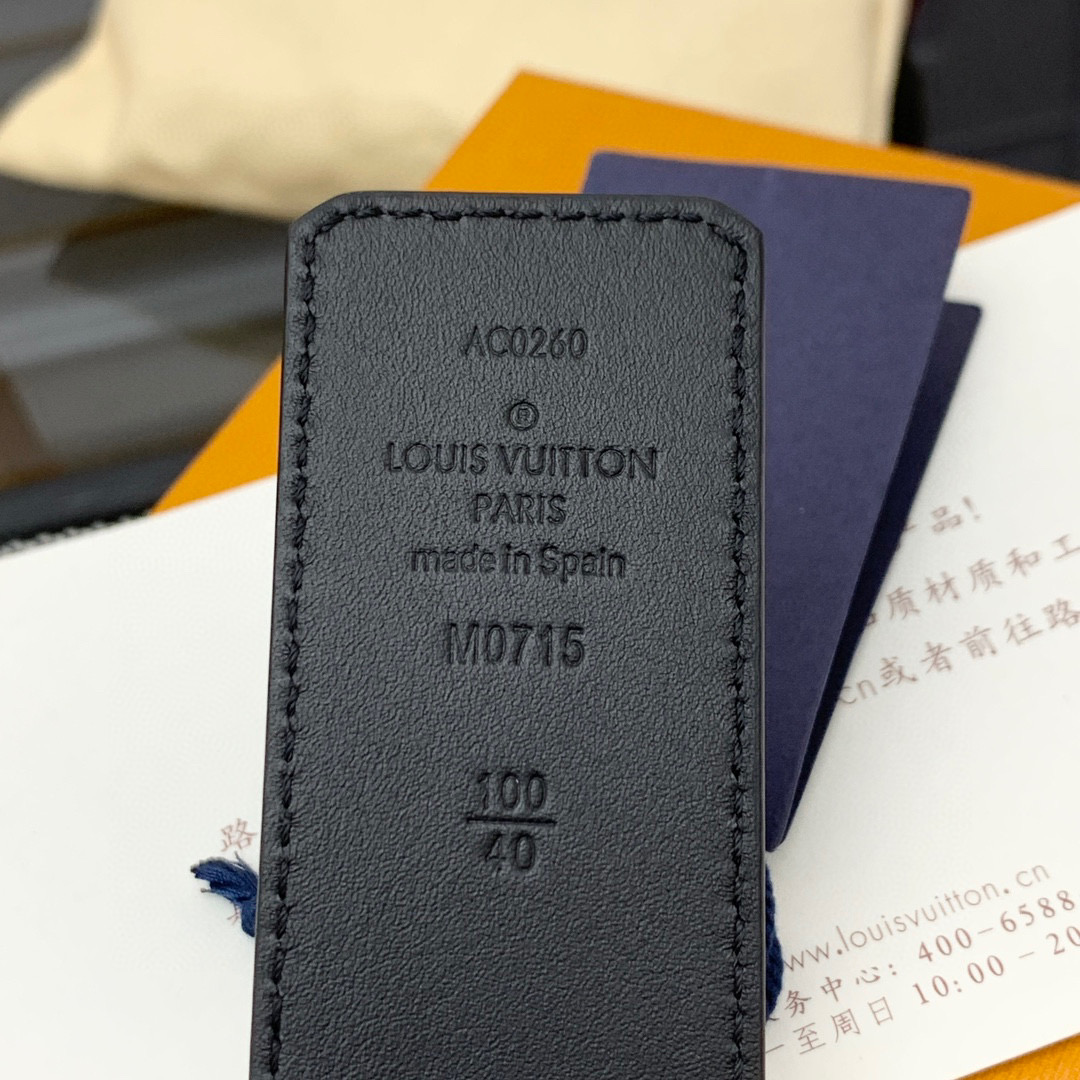 AC0260
®
LOUIS VUITTON
PARIS
made in Spain
M0715
100
40
品!
质材质和工
cn或者前往路
路
www.louisvuitton.cn
务中心: 400-6588
一至周日 10:00-20